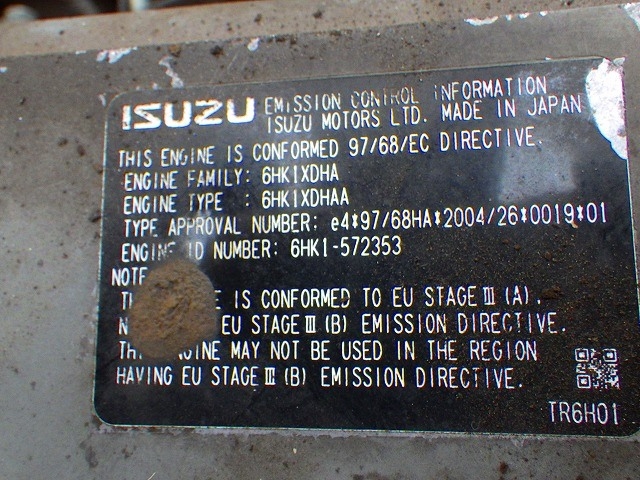 ISUZU EMISSION CONTROL INFORMATION
ISUZU MOTORS LTD. MADE IN JAPAN
THIS ENGINE IS CONFORMED 97/68/EC DIRECTIVE.
ENGINE FAMILY: 6HK1XDHA
ENGINE TYPE : 6HK1XDHAA
TYPE APPROVAL NUMBER: e4*97/68HA*2004/26*0019*01
ENGINE ID NUMBER: 6HK1-572353
NOTE
IS CONFORMED TO EU STAGE Ⅲ (A).
EU STAGE Ⅲ (B) EMISSION DIRECTIVE.
THIS ENGINE MAY NOT BE USED IN THE REGION
HAVING EU STAGE Ⅲ (B) EMISSION DIRECTIVE.
TR6H01